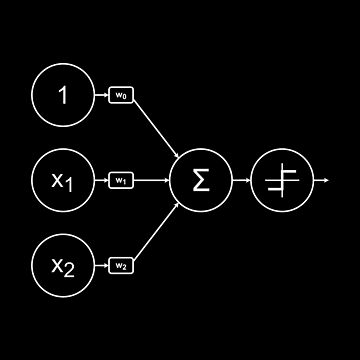 1 w₀
x₁ w₁ Σ
x₂ w₂